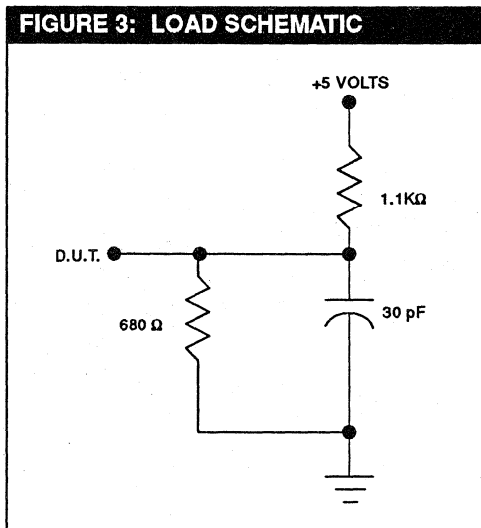 FIGURE 3: LOAD SCHEMATIC
+5 VOLTS
1.1KΩ
D.U.T.
680 Ω
30 pF